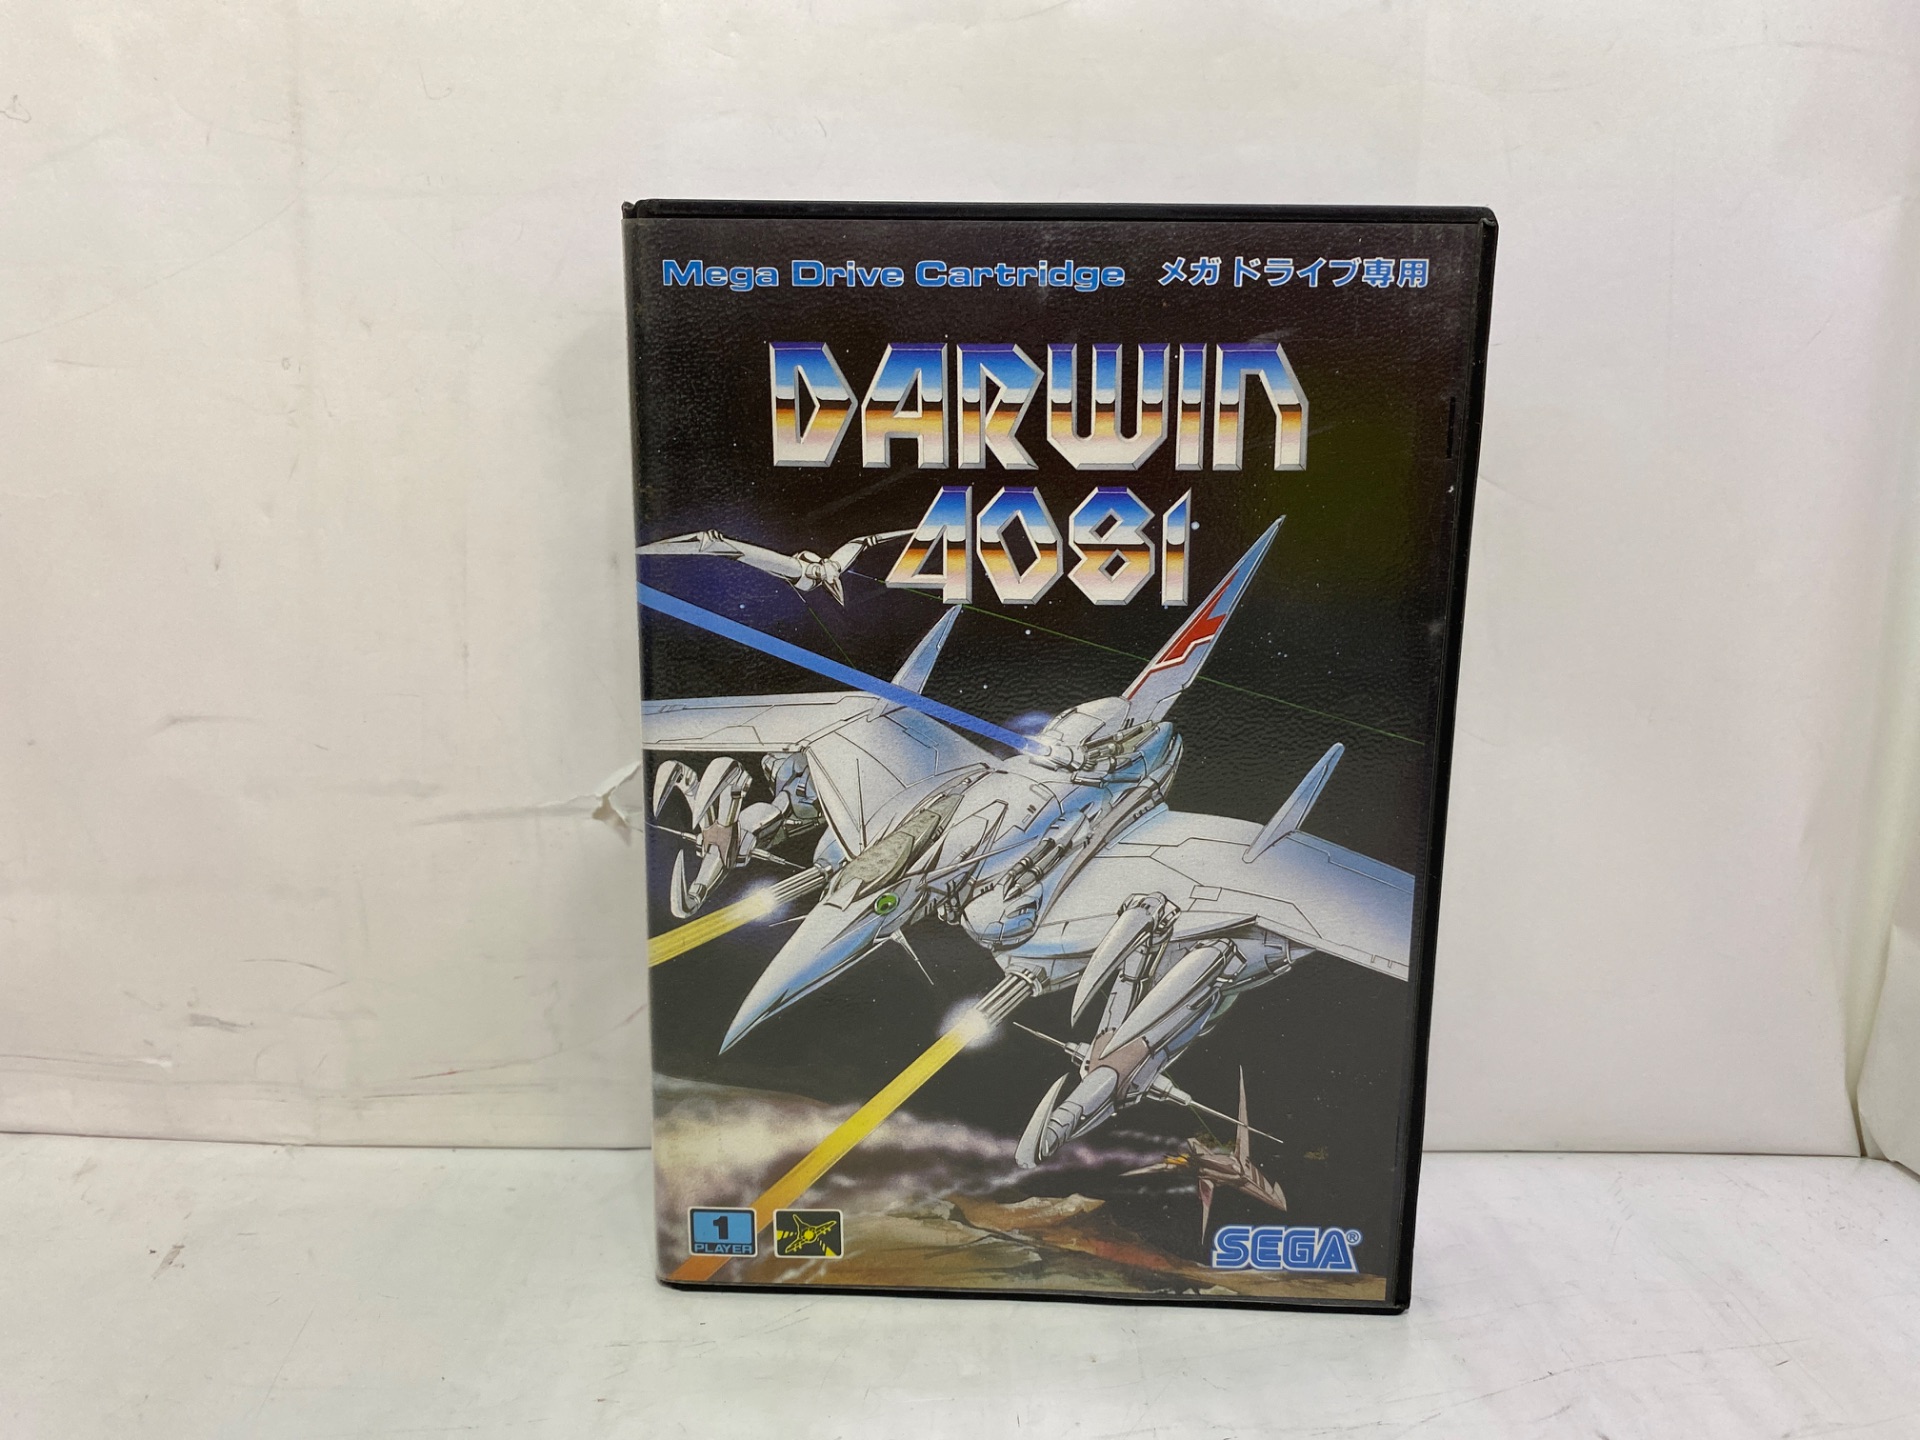 Mega Drive Cartridge メガドライブ専用
DARWIN
4081
1
PLAYER
SEGA®